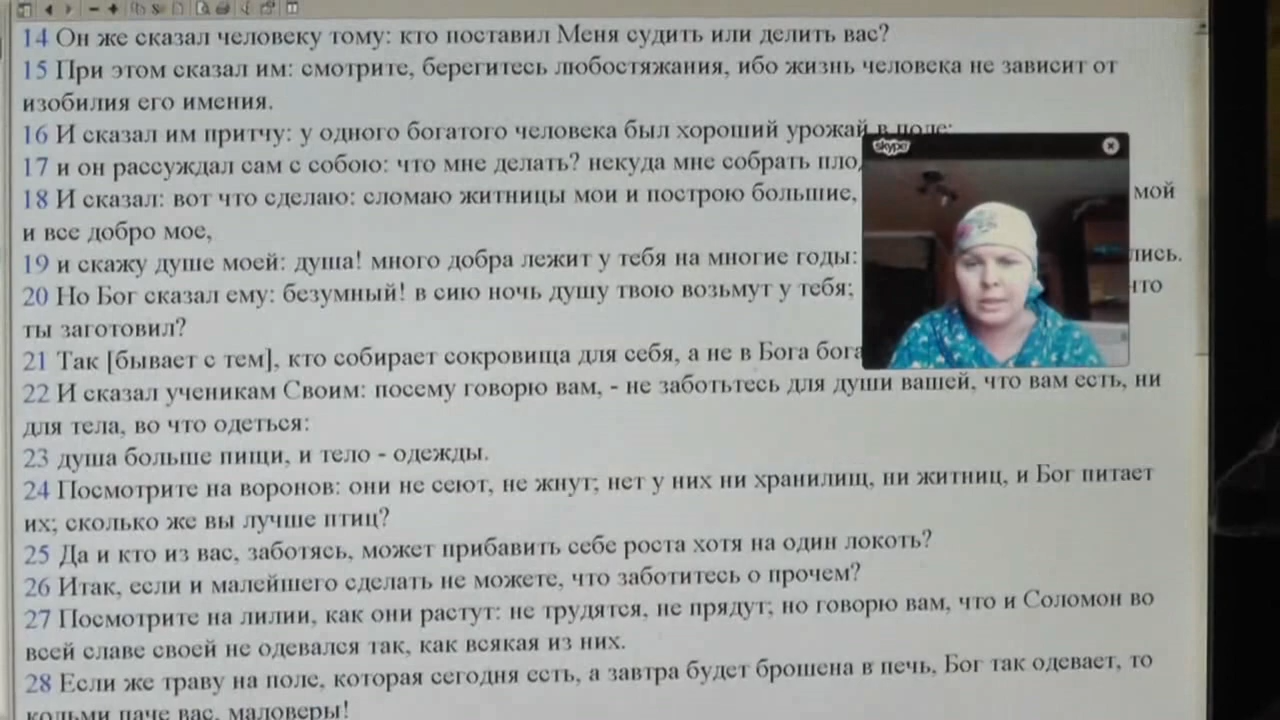 14 Он же сказал человеку тому: кто поставил Меня судить или делить вас?
15 При этом сказал им: смотрите, берегитесь любостяжания, ибо жизнь человека не зависит от
изобилия его имения.
16 И сказал им притчу: у одного богатого человека был хороший урожай в поле;
17 и он рассуждал сам с собою: что мне делать? некуда мне собрать
skype
18 И сказал: вот что сделаю: сломаю житницы мои и построю большие, мой
и все добро мое,
19 и скажу душе моей: душа! много добра лежит у тебя на многие годы:
20 Но Бог сказал ему: безумный! в сию ночь душу твою возьмут у тебя;
ты заготовил?
21 Так [бывает с тем], кто собирает сокровища для себя, а не в Бога
22 И сказал ученикам Своим: посему говорю вам, - не заботьтесь для души вашей, что вам есть, ни
для тела, во что одеться:
23 душа больше пищи, и тело - одежды.
24 Посмотрите на воронов: они не сеют, не жнут; нет у них ни хранилищ, ни житниц, и Бог питает
их; сколько же вы лучше птиц?
25 Да и кто из вас, заботясь, может прибавить себе роста хотя на один локоть?
26 Итак, если и малейшего сделать не можете, что заботитесь о прочем?
27 Посмотрите на лилии, как они растут: не трудятся, не прядут; но говорю вам, что и Соломон во
всей славе своей не одевался так, как всякая из них.
28 Если же траву на поле, которая сегодня есть, а завтра будет брошена в печь, Бог так одевает, то
кольми паче вас, маловеры!